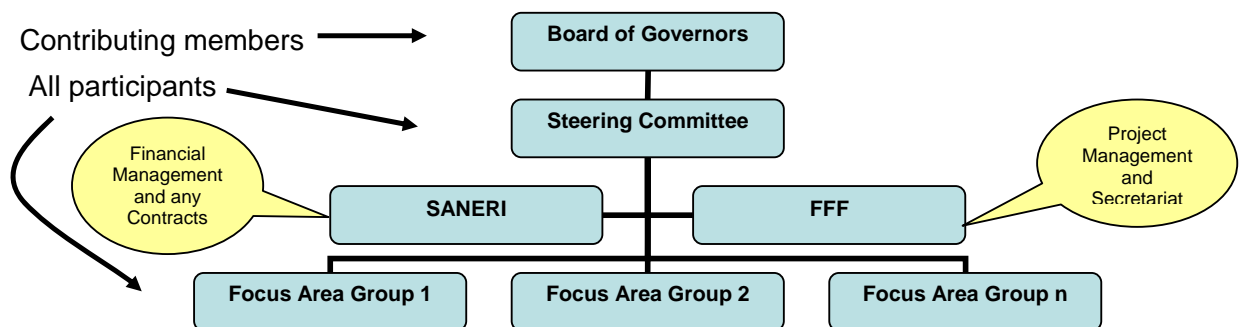 Contributing members
Board of Governors
All participants
Steering Committee
Financial
Management
and any
Contracts
Project
Management
and
Secretariat
SANERI
FFF
Focus Area Group 1
Focus Area Group 2
Focus Area Group n